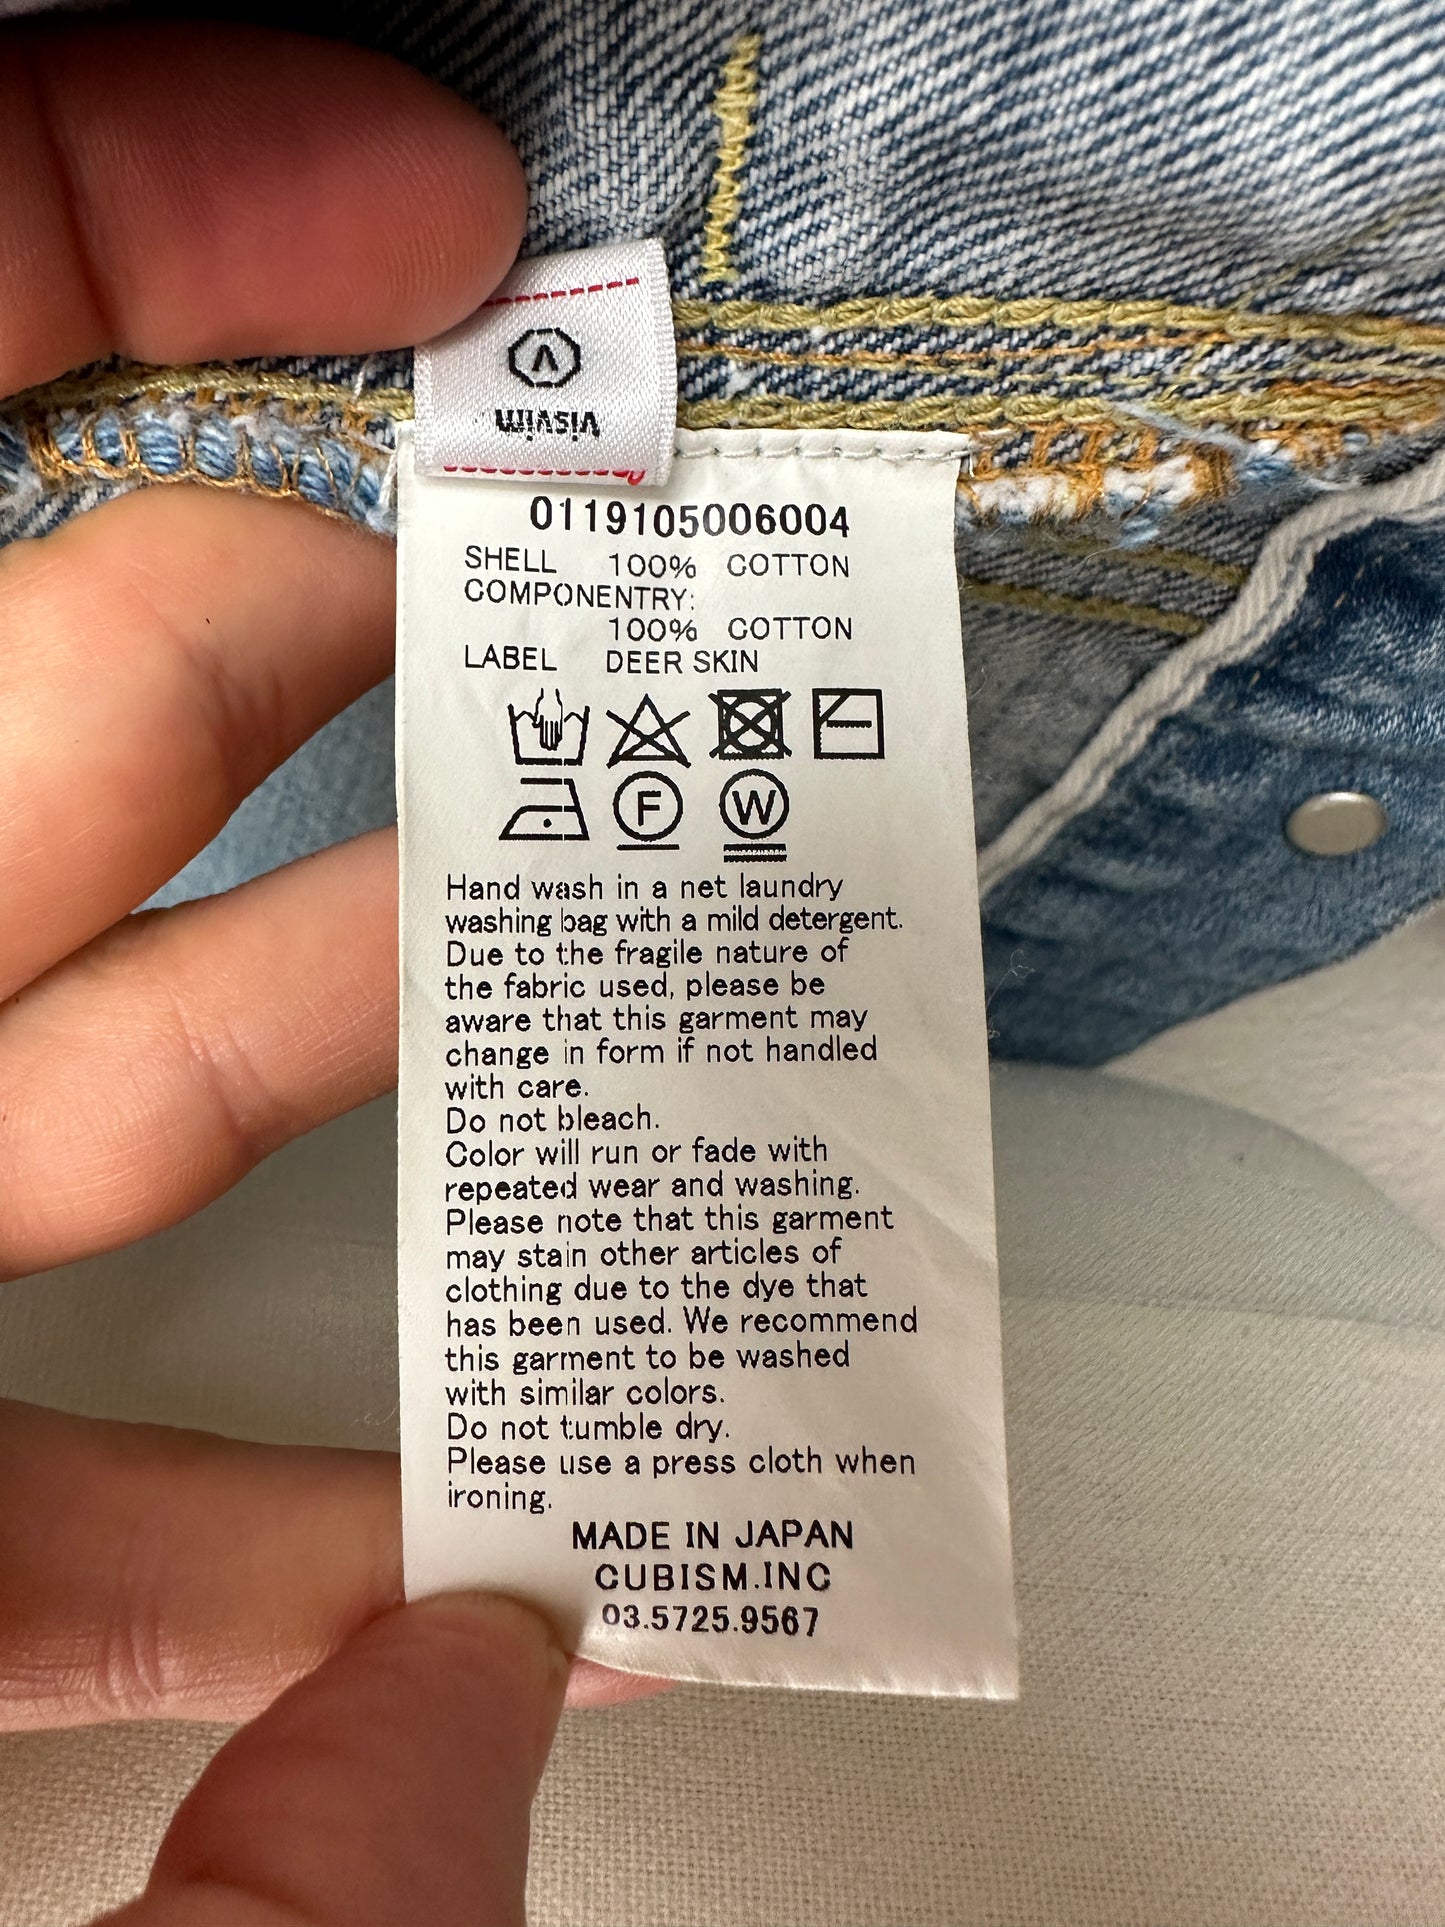 visvim
0119105006004
SHELL 100% COTTON
COMPONENTRY:
100% COTTON
LABEL DEER SKIN
F W
Hand wash in a net laundry
washing bag with a mild detergent.
Due to the fragile nature of
the fabric used, please be
aware that this garment may
change in form if not handled
with care.
Do not bleach.
Color will run or fade with
repeated wear and washing.
Please note that this garment
may stain other articles of
clothing due to the dye that
has been used. We recommend
this garment to be washed
with similar colors.
Do not tumble dry.
Please use a press cloth when
ironing.
MADE IN JAPAN
CUBISM.INC
03.5725.9567